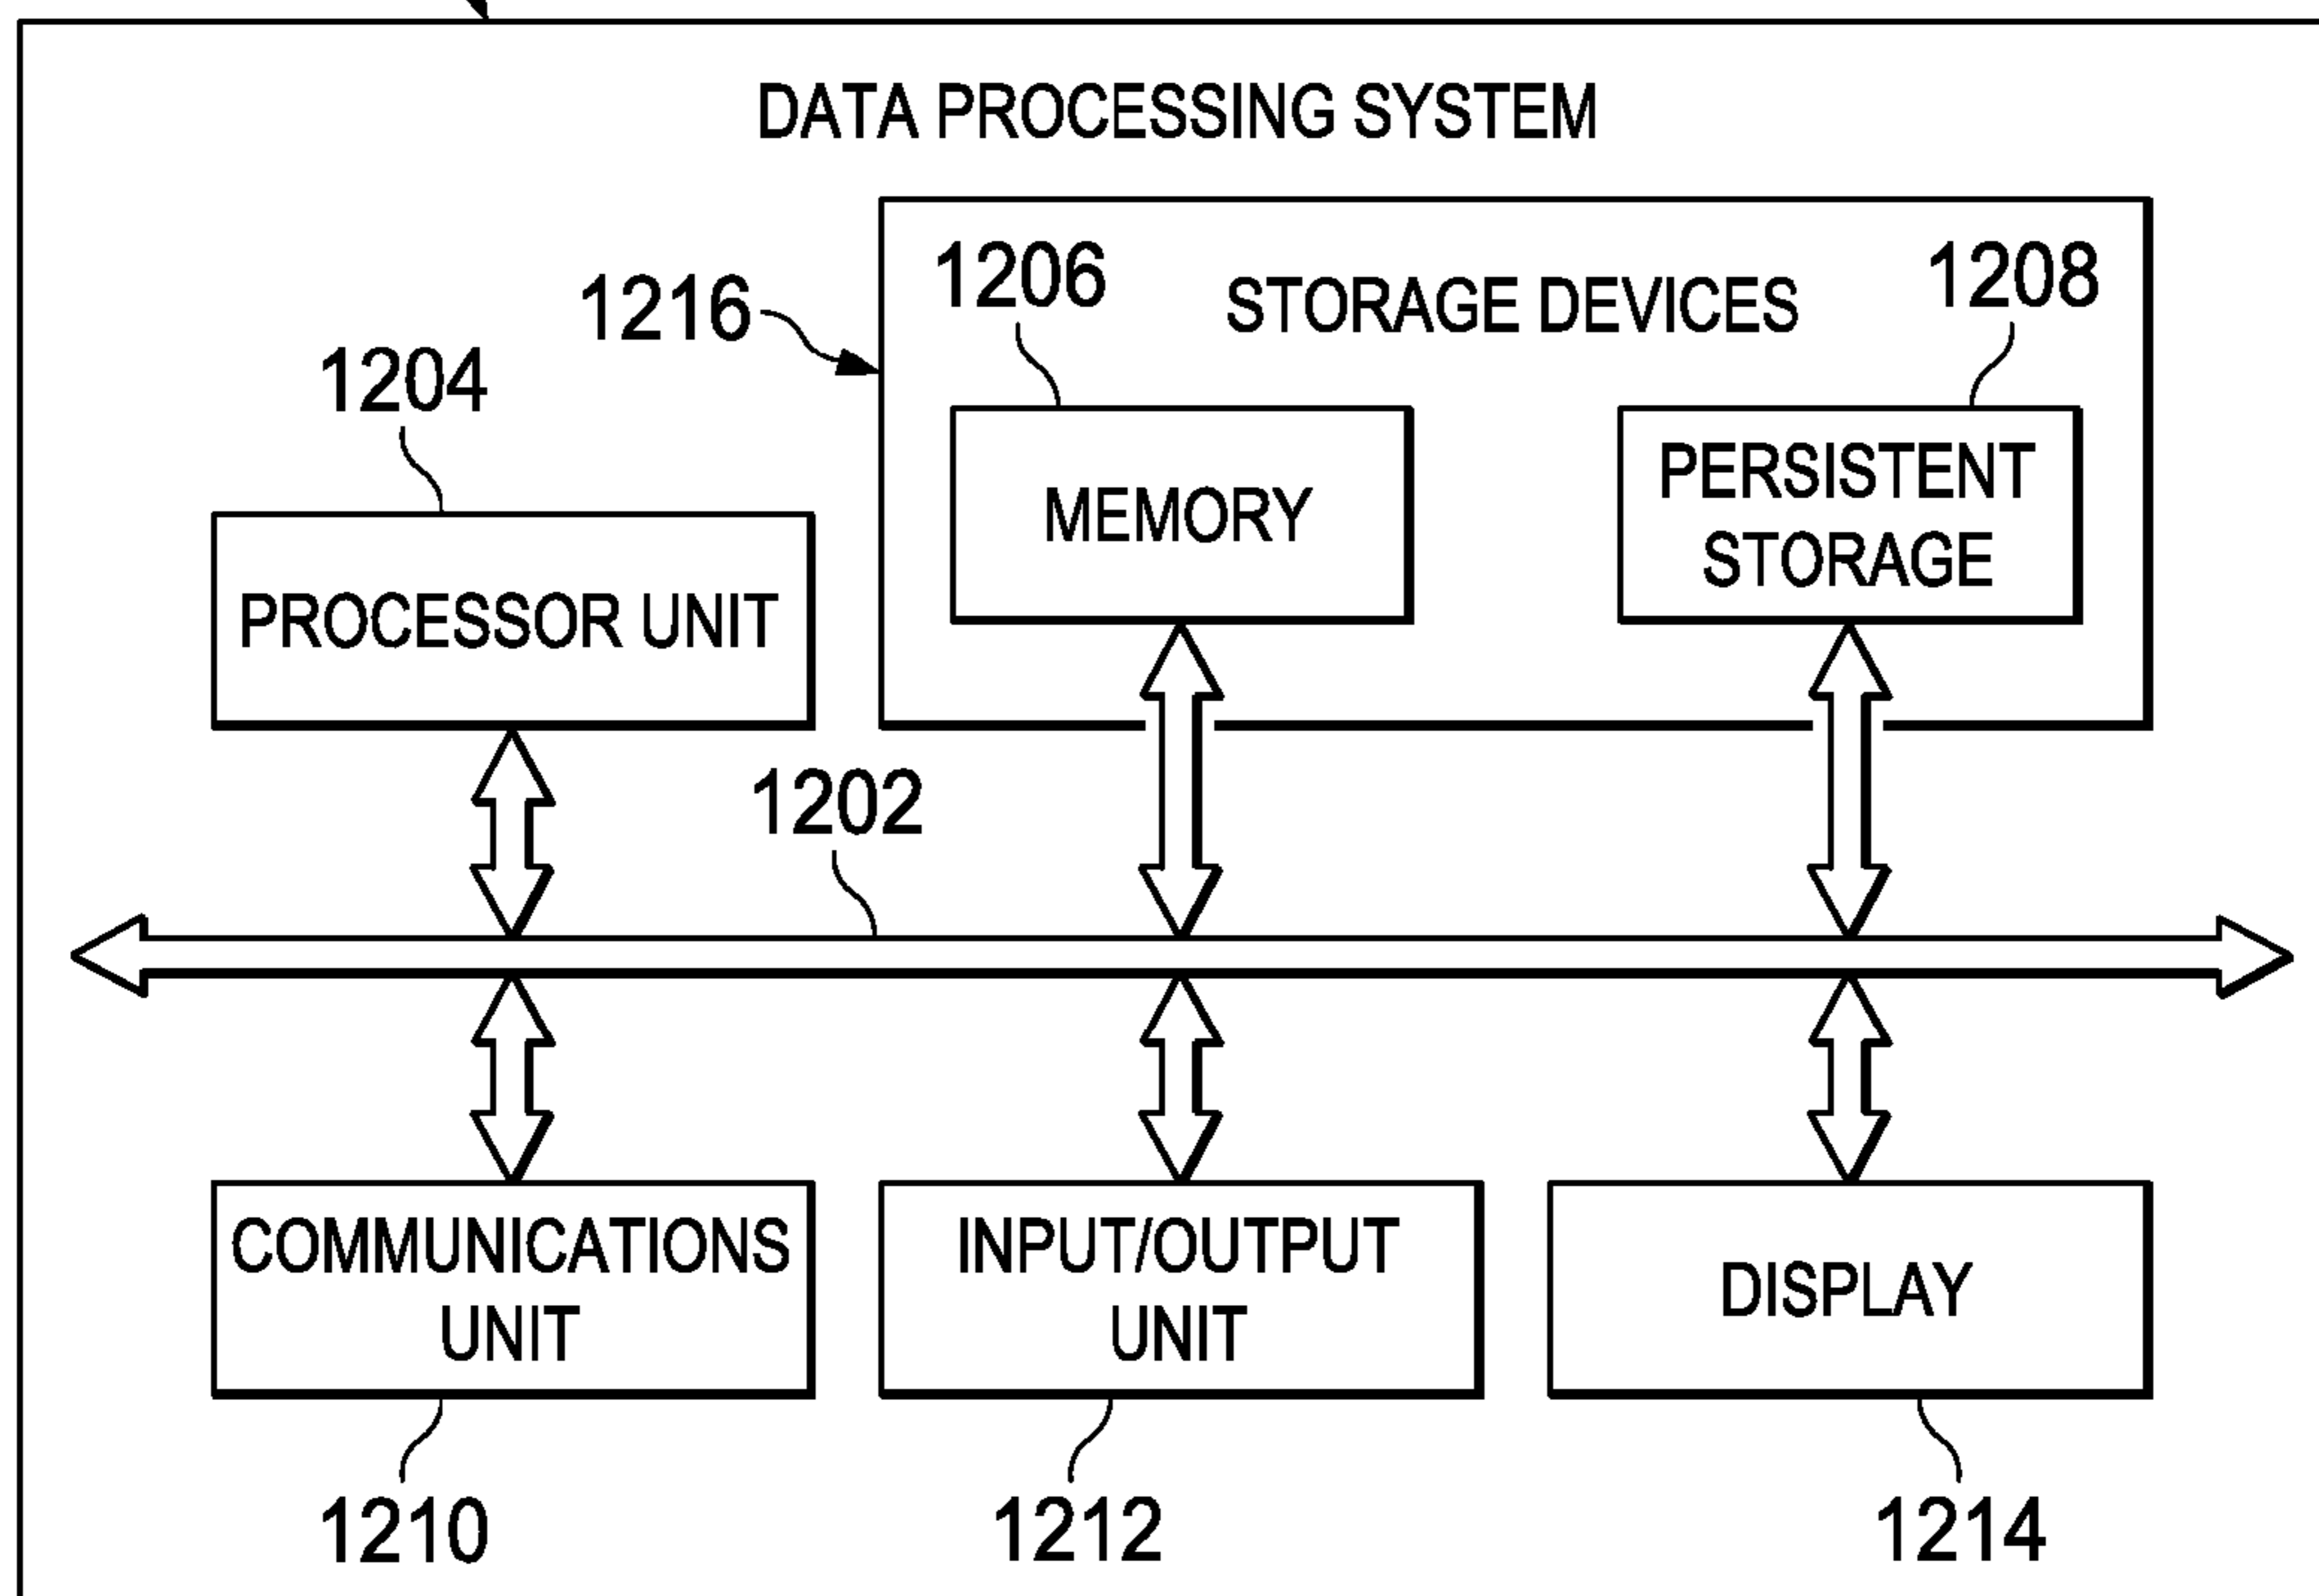 DATA PROCESSING SYSTEM
1216
1206
STORAGE DEVICES
1208
1204
MEMORY
PERSISTENT
STORAGE
PROCESSOR UNIT
1202
COMMUNICATIONS
UNIT
INPUT/OUTPUT
UNIT
DISPLAY
1210
1212
1214